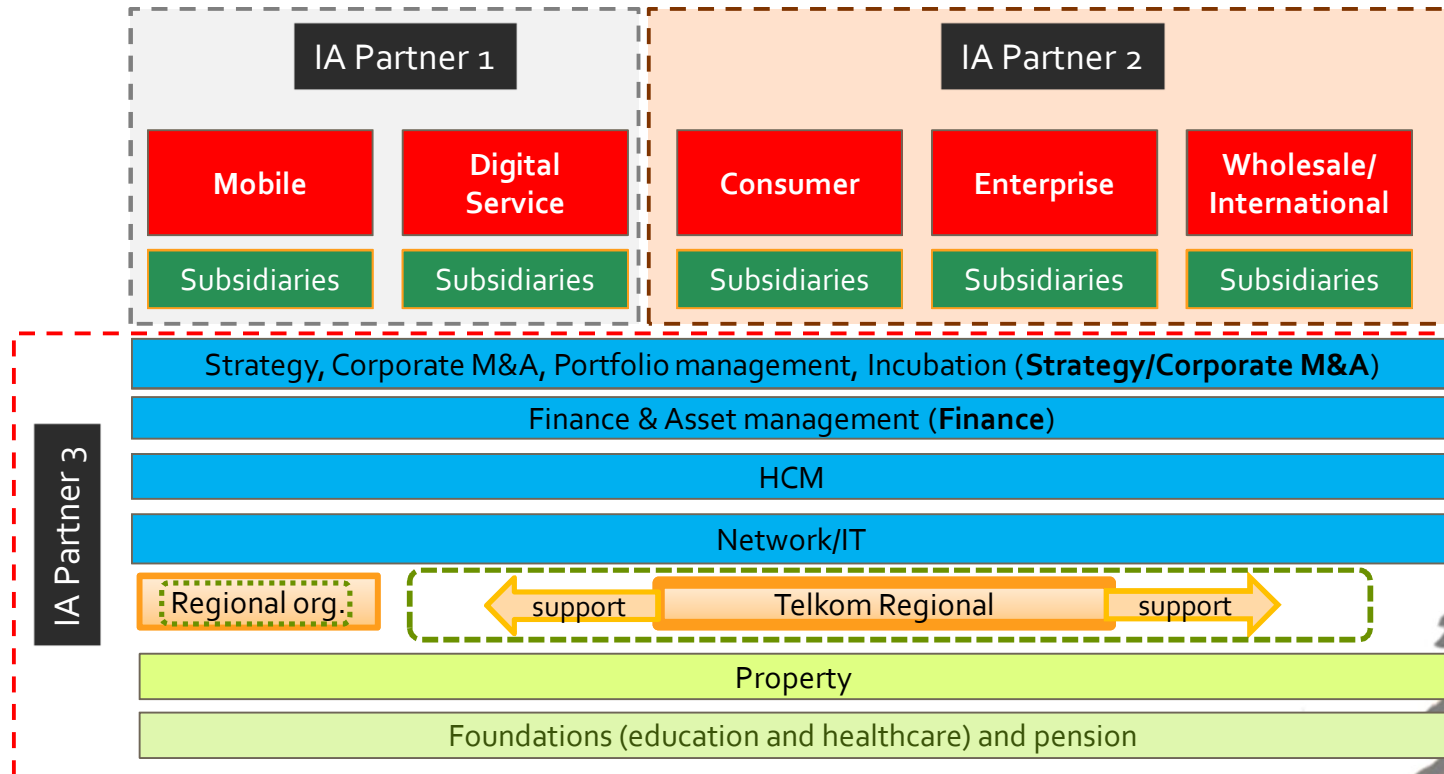 IA Partner 1
IA Partner 2
Mobile
Digital
Service
Consumer
Enterprise
Wholesale/
International
Subsidiaries
Subsidiaries
Subsidiaries
Subsidiaries
Subsidiaries
IA Partner 3
Strategy, Corporate M&A, Portfolio management, Incubation (Strategy/Corporate M&A)
Finance & Asset management (Finance)
HCM
Network/IT
Regional org.
support
Telkom Regional
support
Property
Foundations (education and healthcare) and pension